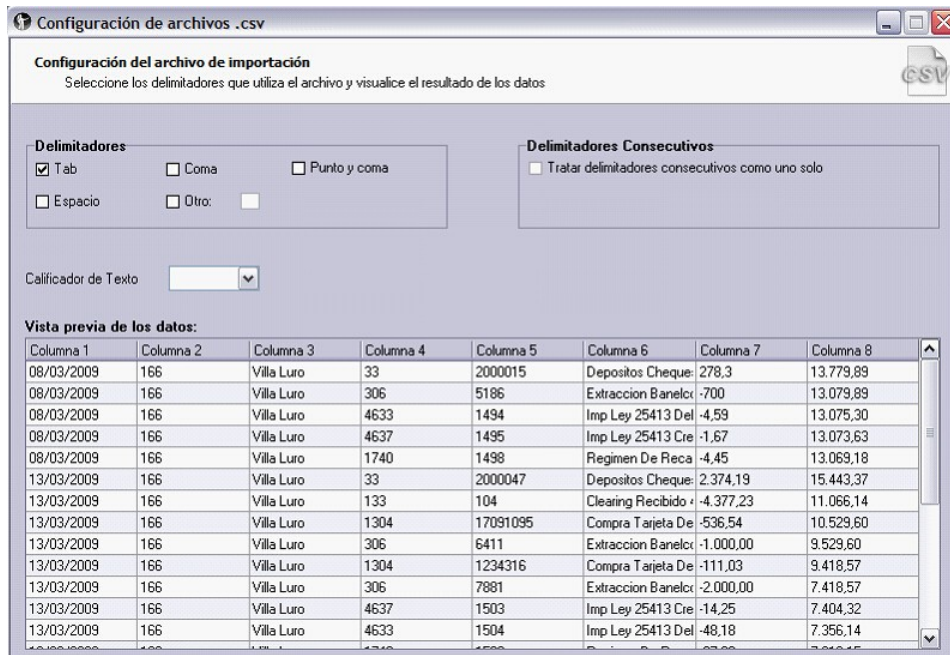 Configuración de archivos .csv
Configuración del archivo de importación
Seleccione los delimitadores que utiliza el archivo y visualice el resultado de los datos
CSV
Delimitadores
Tab Coma Punto y coma
Espacio Otro:
Delimitadores Consecutivos
Tratar delimitadores consecutivos como uno solo
Calificador de Texto
Vista previa de los datos:
Columna 1 Columna 2 Columna 3 Columna 4 Columna 5 Columna 6 Columna 7 Columna 8
08/03/2009 166 Villa Luro 33 2000015 Depositos Cheque: 278,3 13.779,89
08/03/2009 166 Villa Luro 306 5186 Extraccion Banelco -700 13.079,89
08/03/2009 166 Villa Luro 4633 1494 Imp Ley 25413 Del -4,59 13.075,30
08/03/2009 166 Villa Luro 4637 1495 Imp Ley 25413 Cre -1,67 13.073,63
08/03/2009 166 Villa Luro 1740 1498 Regimen De Reca -4,45 13.069,18
13/03/2009 166 Villa Luro 33 2000047 Depositos Cheque: 2.374,19 15.443,37
13/03/2009 166 Villa Luro 133 104 Clearing Recibido -4.377,23 11.066,14
13/03/2009 166 Villa Luro 1304 17091095 Compra Tarjeta De -536,54 10.529,60
13/03/2009 166 Villa Luro 306 6411 Extraccion Banelco -1.000,00 9.529,60
13/03/2009 166 Villa Luro 1304 1234316 Compra Tarjeta De -111,03 9.418,57
13/03/2009 166 Villa Luro 306 7881 Extraccion Banelco -2.000,00 7.418,57
13/03/2009 166 Villa Luro 4637 1503 Imp Ley 25413 Cre -14,25 7.404,32
13/03/2009 166 Villa Luro 4633 1504 Imp Ley 25413 Del -48,18 7.356,14